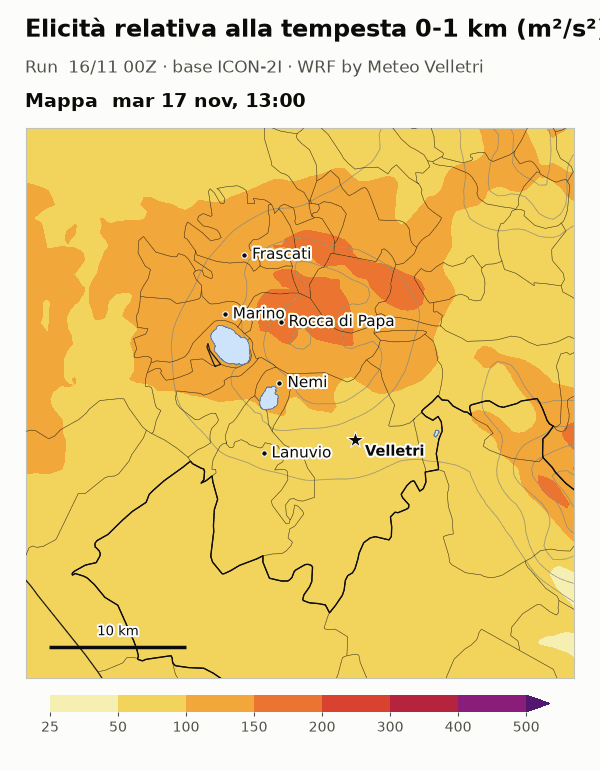 Elicità relativa alla tempesta 0-1 km (m²/s²)
Run  16/11 00Z · base ICON-2I · WRF by Meteo Velletri
Mappa  mar 17 nov, 13:00
Frascati
Marino
Rocca di Papa
Nemi
Velletri
Lanuvio
10 km
25 50 100 150 200 300 400 500